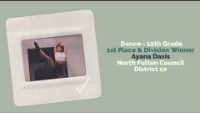 Dance - 12th Grade
1st Place & Division Winner
Ayana Davis
North Fulton Council
District 10